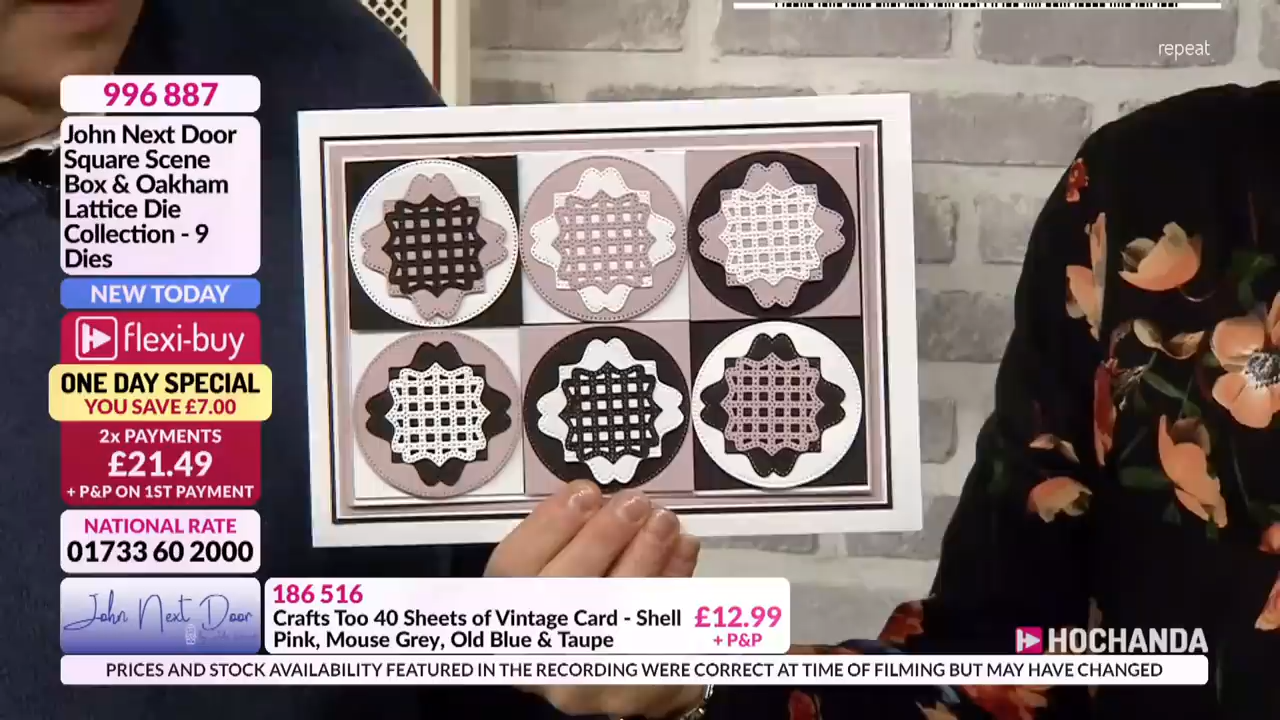 repeat
996 887
John Next Door
Square Scene
Box & Oakham
Lattice Die
Collection - 9
Dies
NEW TODAY
flexi-buy
ONE DAY SPECIAL
YOU SAVE £7.00
2x PAYMENTS
£21.49
+ P&P ON 1ST PAYMENT
NATIONAL RATE
01733 60 2000
John Next Door
186 516
Crafts Too 40 Sheets of Vintage Card - Shell
Pink, Mouse Grey, Old Blue & Taupe
£12.99
+ P&P
HOCHANDA
PRICES AND STOCK AVAILABILITY FEATURED IN THE RECORDING WERE CORRECT AT TIME OF FILMING BUT MAY HAVE CHANGED